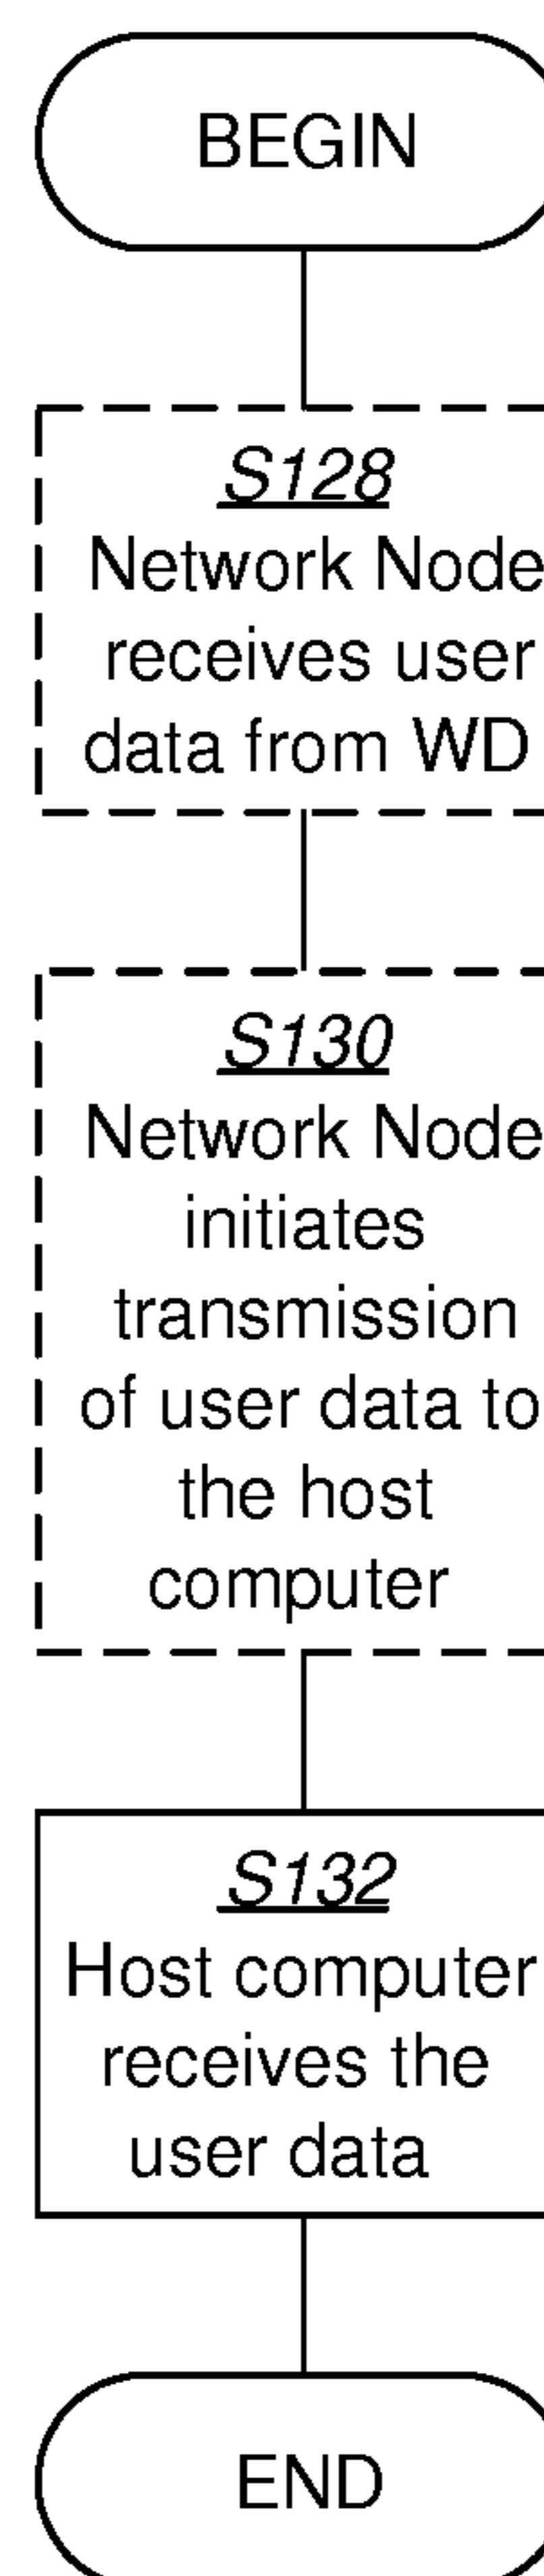 BEGIN
S128
Network Node
receives user
data from WD
S130
Network Node
initiates
transmission
of user data to
the host
computer
S132
Host computer
receives the
user data
END